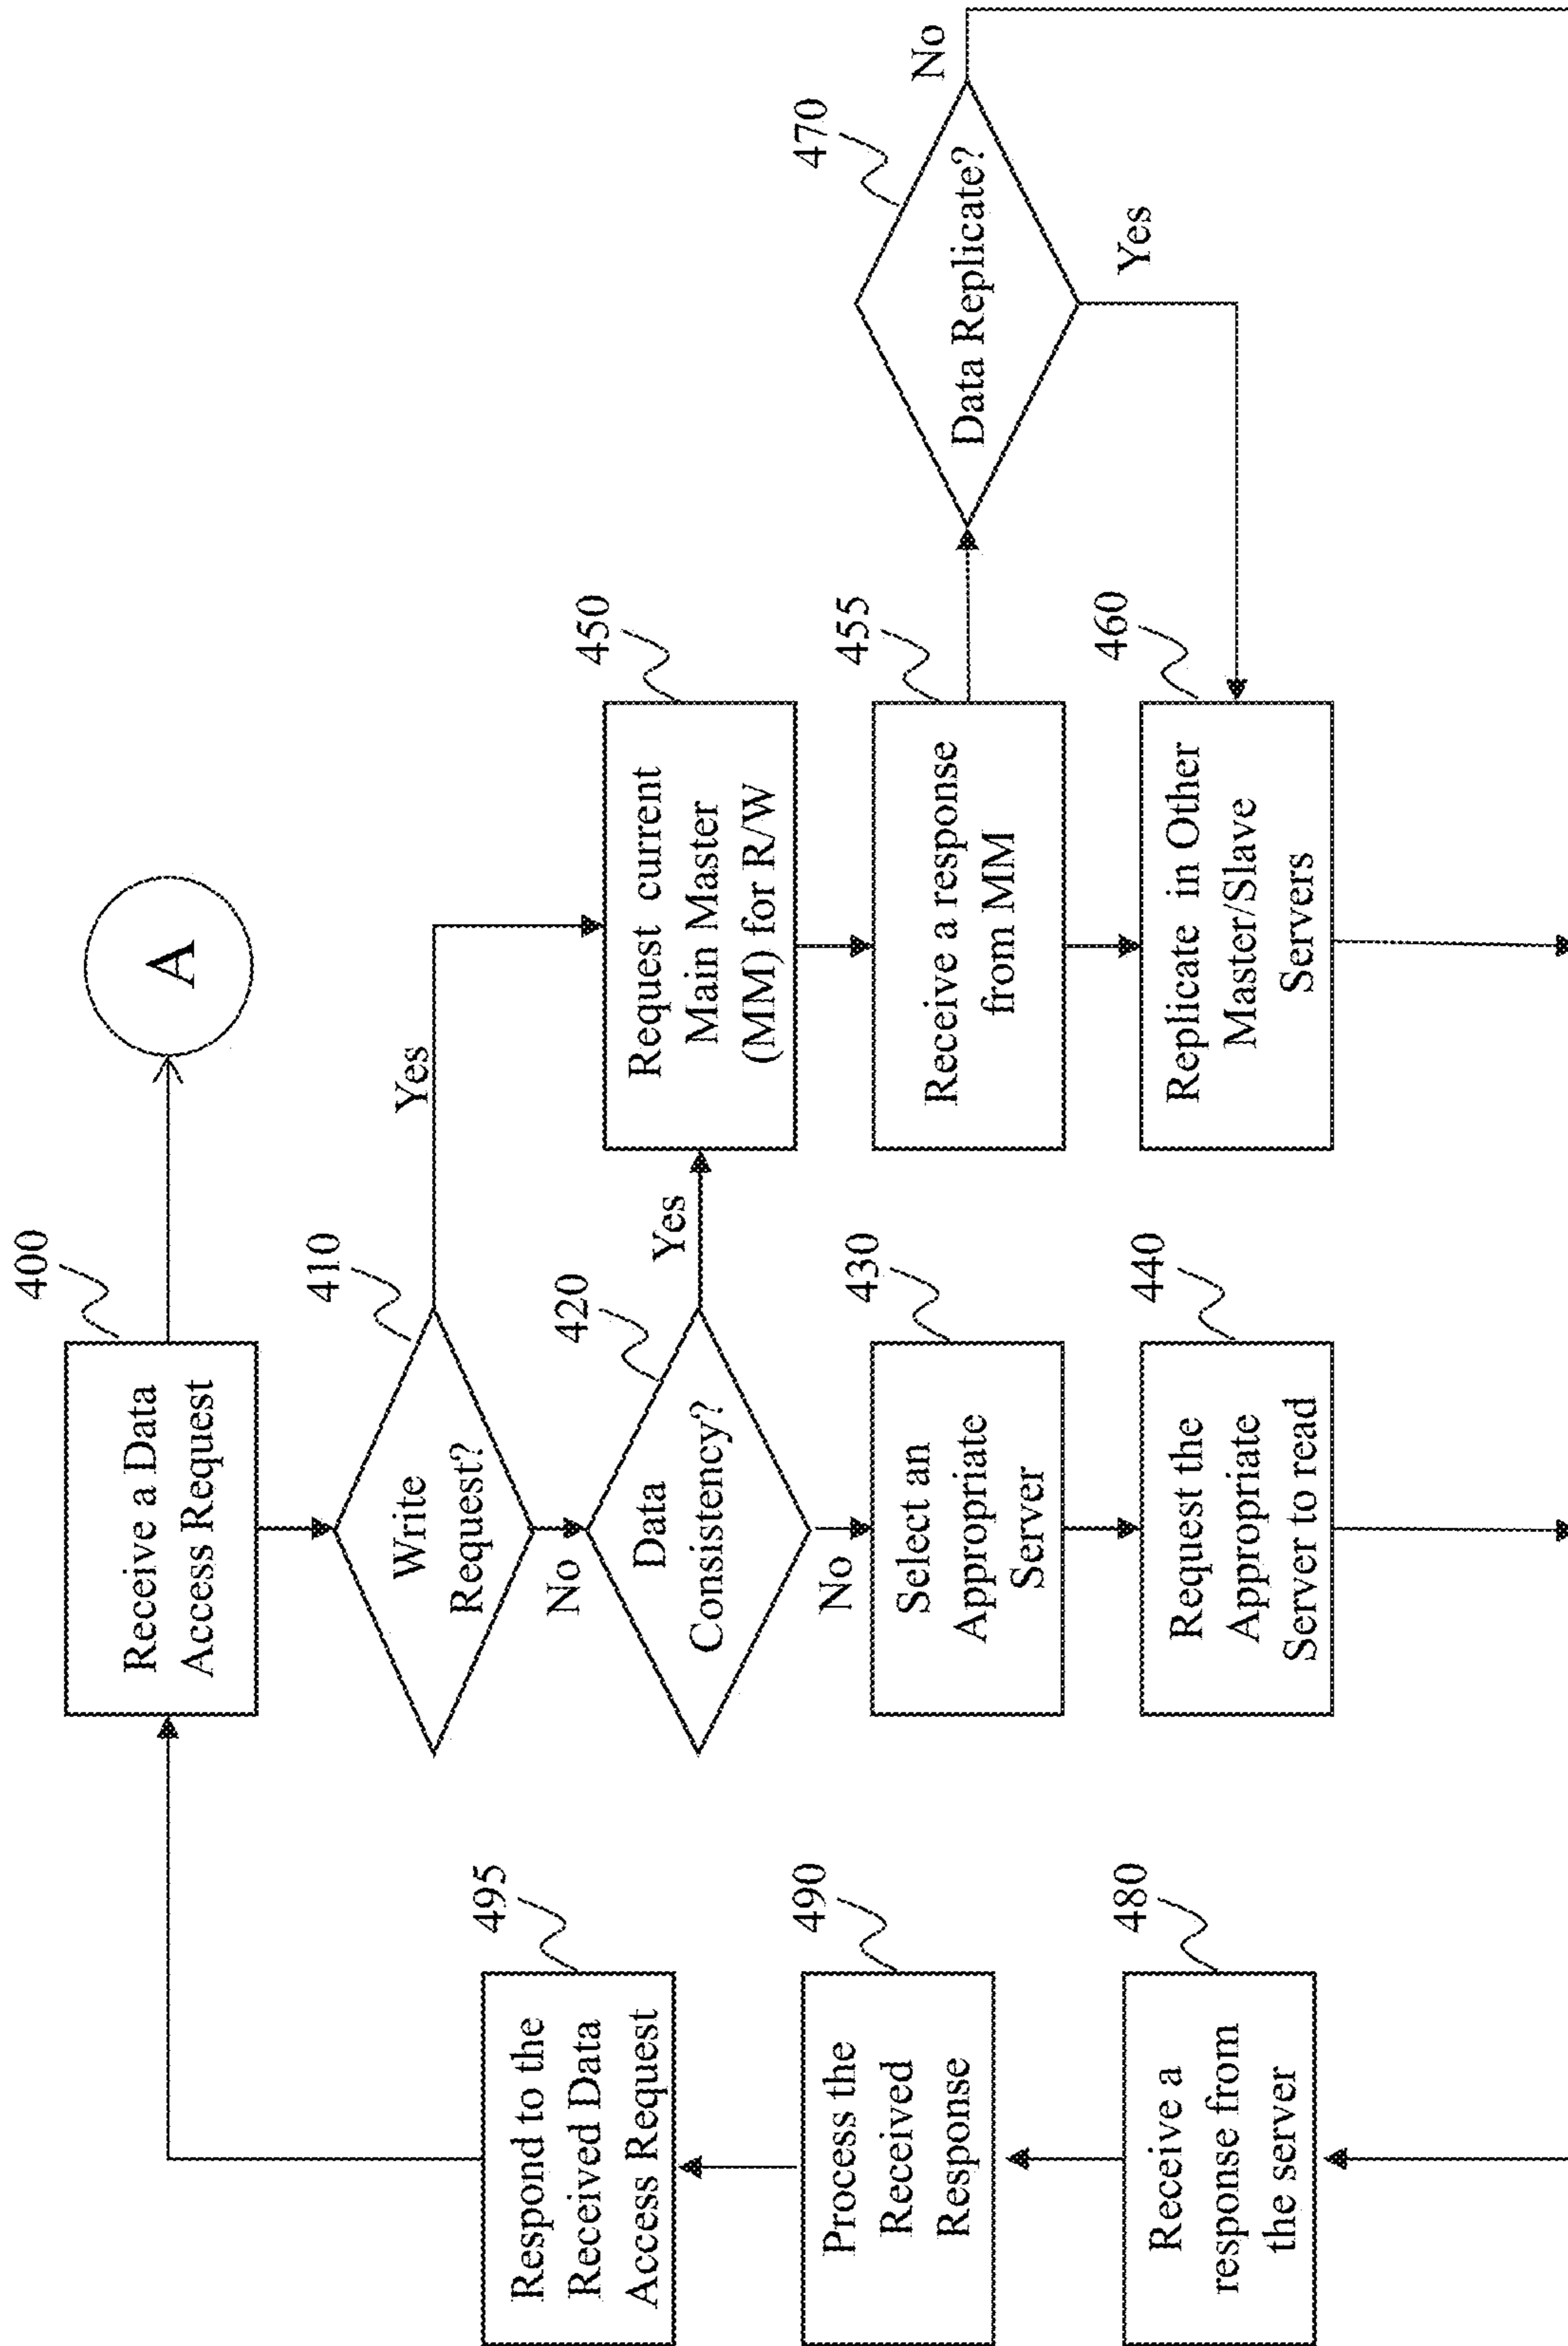 400
Receive a Data
Access Request
A
410
Write
Request?
Yes
No
420
Data
Consistency?
Yes
No
430
Select an
Appropriate
Server
440
Request the
Appropriate
Server to read
450
Request current
Main Master
(MM) for R/W
455
Receive a response
from MM
460
Replicate in Other
Master/Slave
Servers
470
Data Replicate?
No
Yes
495
Respond to the
Received Data
Access Request
490
Process the
Received
Response
480
Receive a
response from
the server